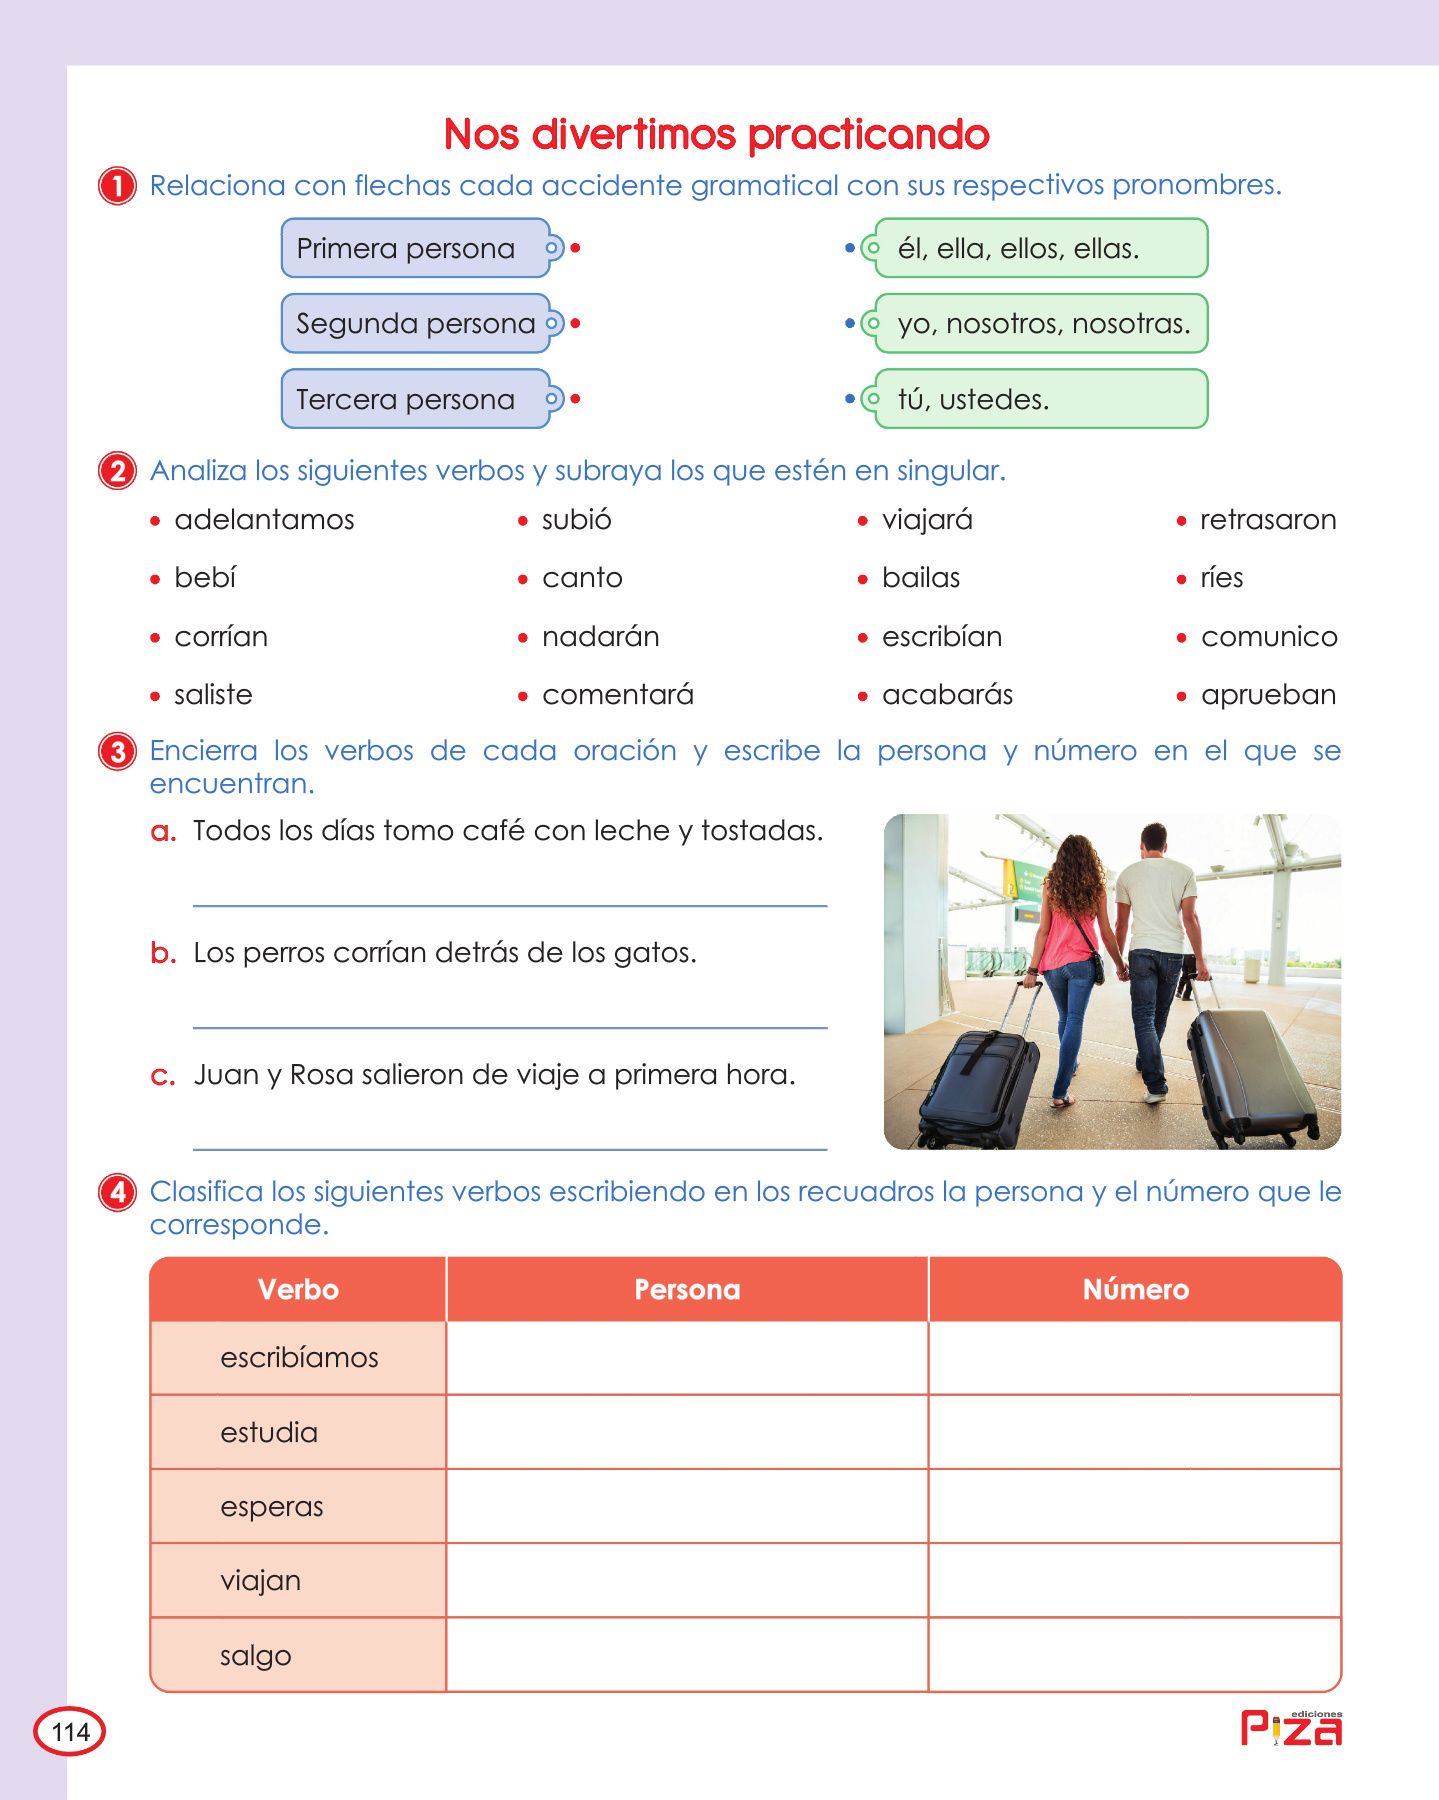 Nos divertimos practicando
1 Relaciona con flechas cada accidente gramatical con sus respectivos pronombres.
Primera persona
él, ella, ellos, ellas.
Segunda persona
yo, nosotros, nosotras.
Tercera persona
tú, ustedes.
2 Analiza los siguientes verbos y subraya los que estén en singular.
• adelantamos • subió • viajará • retrasaron
• bebí • canto • bailas • ríes
• corrían • nadarán • escribían • comunico
• saliste • comentará • acabarás • aprueban
3 Encierra los verbos de cada oración y escribe la persona y número en el que se
encuentran.
a. Todos los días tomo café con leche y tostadas.
b. Los perros corrían detrás de los gatos.
c. Juan y Rosa salieron de viaje a primera hora.
4 Clasifica los siguientes verbos escribiendo en los recuadros la persona y el número que le
corresponde.
Verbo Persona Número
escribíamos
estudia
esperas
viajan
salgo
114
ediciones
Piza